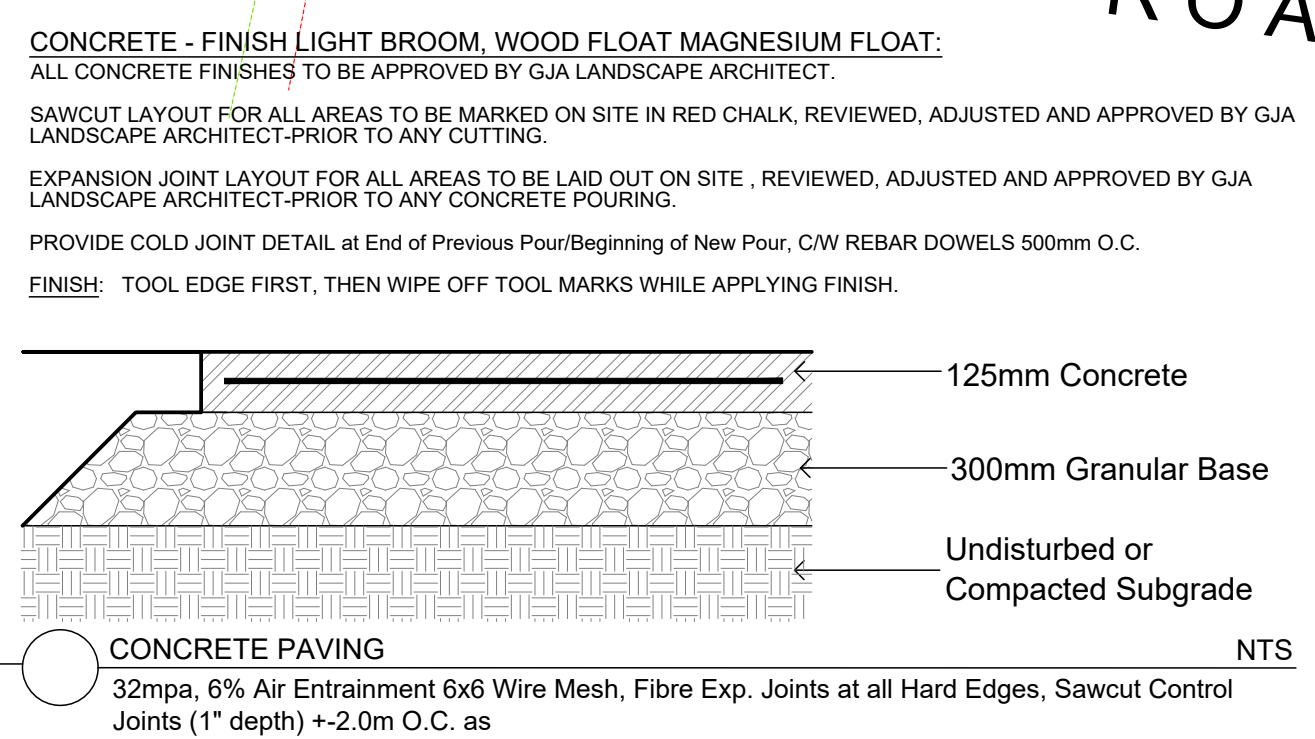 R O A
CONCRETE - FINISH LIGHT BROOM, WOOD FLOAT MAGNESIUM FLOAT:
ALL CONCRETE FINISHES TO BE APPROVED BY GJA LANDSCAPE ARCHITECT.
SAWCUT LAYOUT FOR ALL AREAS TO BE MARKED ON SITE IN RED CHALK, REVIEWED, ADJUSTED AND APPROVED BY GJA
LANDSCAPE ARCHITECT-PRIOR TO ANY CUTTING.
EXPANSION JOINT LAYOUT FOR ALL AREAS TO BE LAID OUT ON SITE , REVIEWED, ADJUSTED AND APPROVED BY GJA
LANDSCAPE ARCHITECT-PRIOR TO ANY CONCRETE POURING.
PROVIDE COLD JOINT DETAIL at End of Previous Pour/Beginning of New Pour, C/W REBAR DOWELS 500mm O.C.
FINISH: TOOL EDGE FIRST, THEN WIPE OFF TOOL MARKS WHILE APPLYING FINISH.
125mm Concrete
300mm Granular Base
Undisturbed or
Compacted Subgrade
CONCRETE PAVING NTS
32mpa, 6% Air Entrainment 6x6 Wire Mesh, Fibre Exp. Joints at all Hard Edges, Sawcut Control
Joints (1" depth) +-2.0m O.C. as